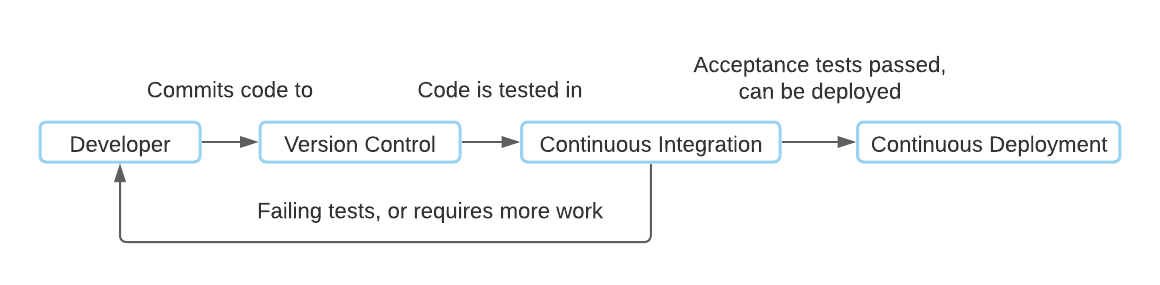 Acceptance tests passed,
Commits code to
Code is tested in
can be deployed
Developer
Version Control
Continuous Integration
Continuous Deployment
Failing tests, or requires more work